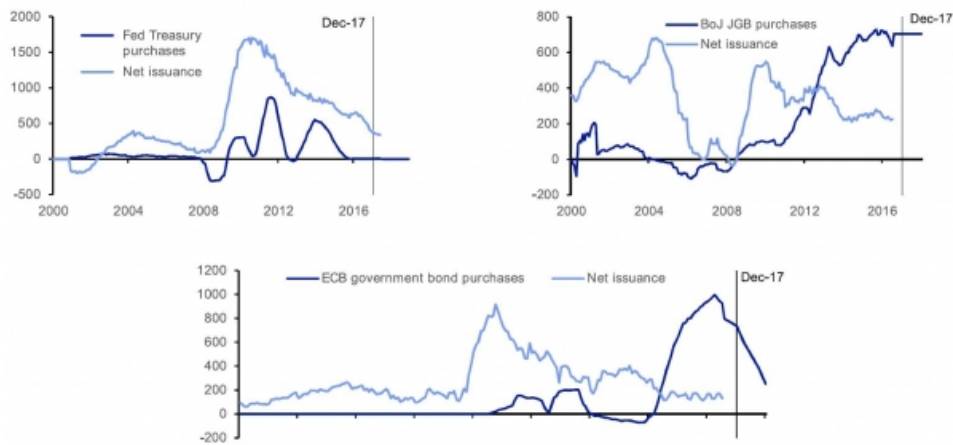 2000
Dec-17
Fed Treasury
purchases
Net issuance
1500
1000
500
0
-500
2000 2004 2008 2012 2016
800
Dec-17
BoJ JGB purchases
Net issuance
600
400
200
0
-200
2000 2004 2008 2012 2016
1200
ECB government bond purchases Net issuance Dec-17
1000
800
600
400
200
0
-200